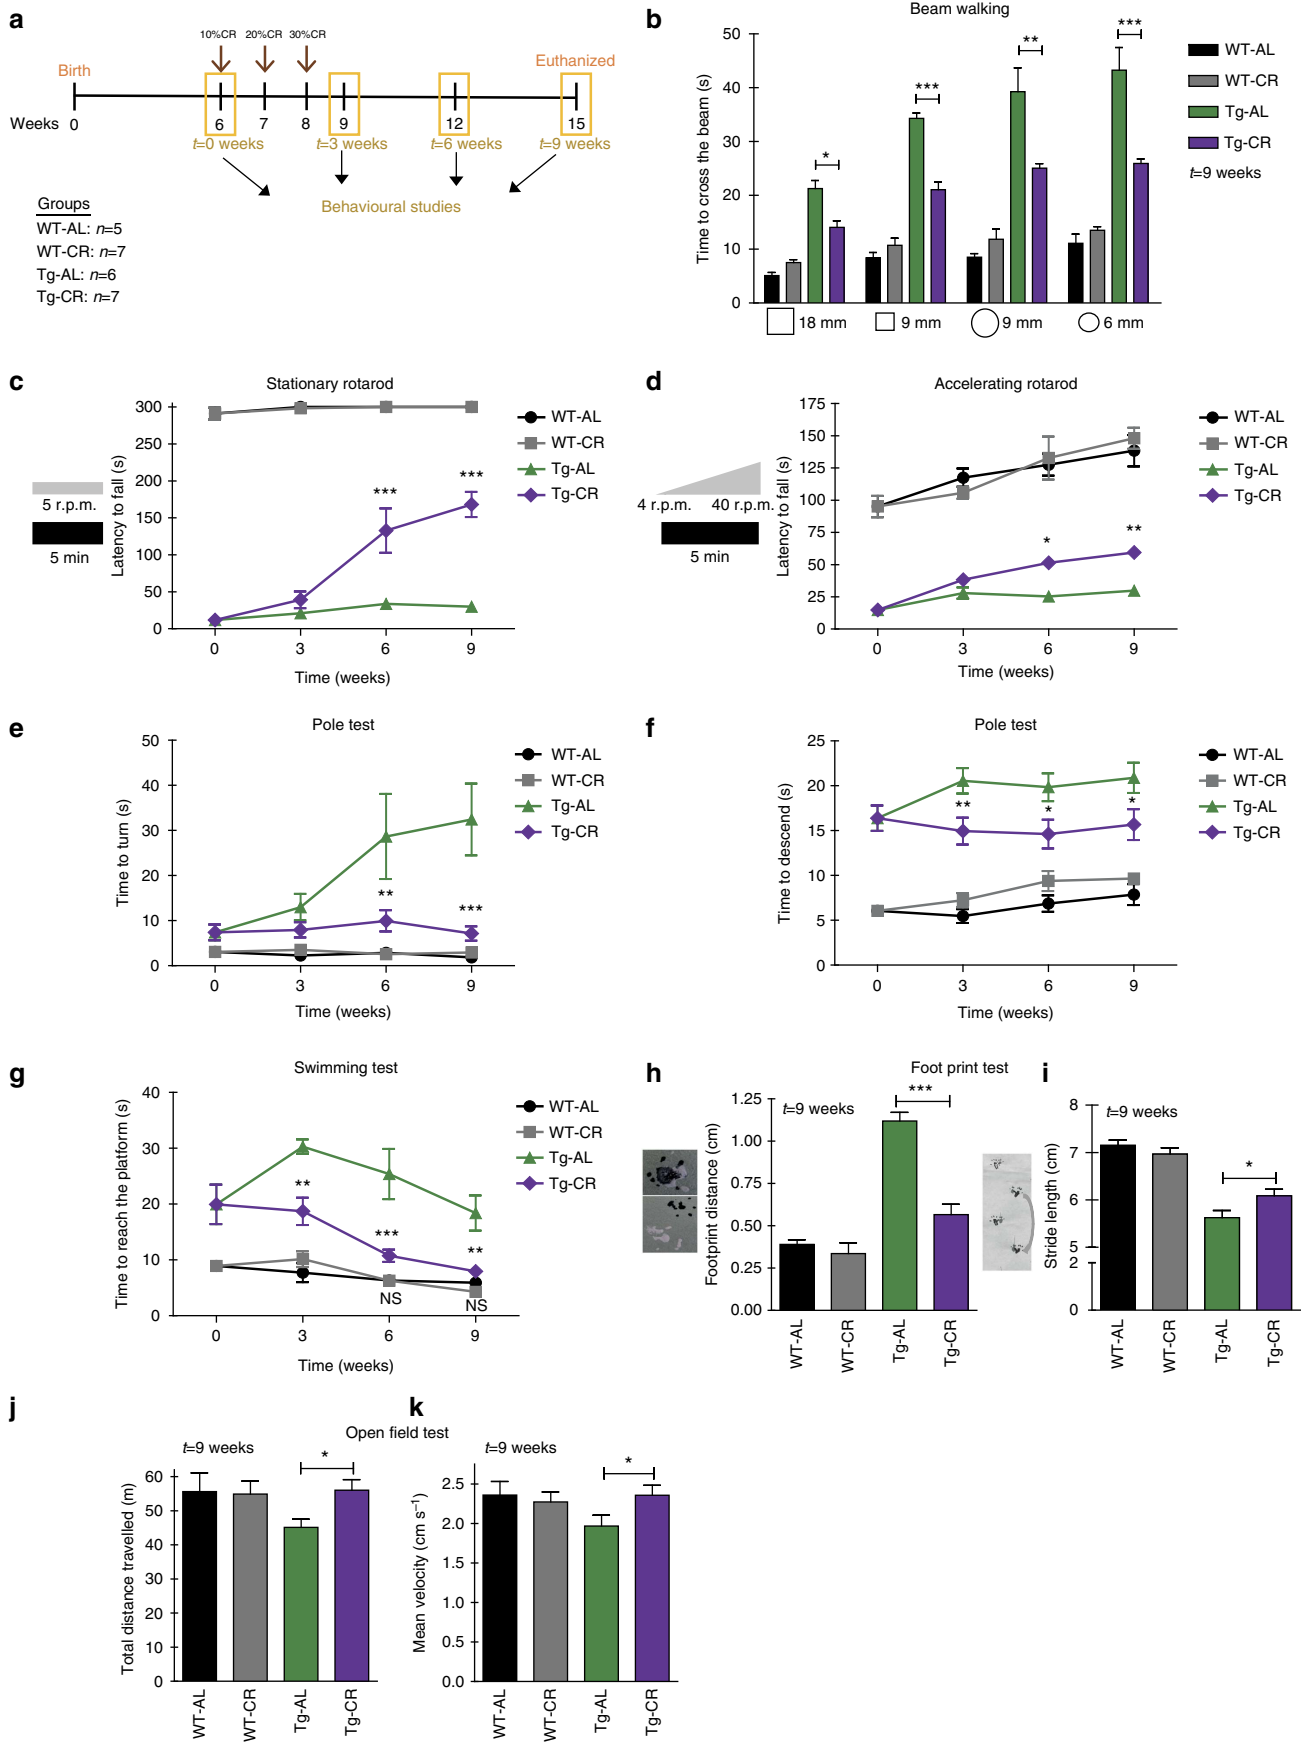 a
10%CR 20%CR 30%CR
Birth
Euthanized
Weeks 0 6 7 8 9 12 15
t=0 weeks t=3 weeks t=6 weeks t=9 weeks
Behavioural studies
Groups
WT-AL: n=5
WT-CR: n=7
Tg-AL: n=6
Tg-CR: n=7
b
Beam walking
Time to cross the beam (s)
50
40
30
20
10
0
*
***
**
***
18 mm 9 mm 9 mm 6 mm
WT-AL
WT-CR
Tg-AL
Tg-CR
t=9 weeks
c
Stationary rotarod
5 r.p.m.
5 min
Latency to fall (s)
300
250
200
150
100
50
0
***
***
0 3 6 9
Time (weeks)
WT-AL
WT-CR
Tg-AL
Tg-CR
d
Accelerating rotarod
4 r.p.m. 40 r.p.m.
5 min
Latency to fall (s)
175
150
125
100
75
50
25
0
*
**
0 3 6 9
Time (weeks)
WT-AL
WT-CR
Tg-AL
Tg-CR
e
Pole test
Time to turn (s)
50
40
30
20
10
0
**
***
0 3 6 9
Time (weeks)
WT-AL
WT-CR
Tg-AL
Tg-CR
f
Pole test
Time to descend (s)
25
20
15
10
5
0
**
*
*
0 3 6 9
Time (weeks)
WT-AL
WT-CR
Tg-AL
Tg-CR
g
Swimming test
Time to reach the platform (s)
40
30
20
10
0
**
***
**
NS
NS
0 3 6 9
Time (weeks)
WT-AL
WT-CR
Tg-AL
Tg-CR
h
Foot print test
t=9 weeks
Footprint distance (cm)
1.25
1.00
0.75
0.50
0.25
0.00
***
WT-AL WT-CR Tg-AL Tg-CR
i
t=9 weeks
Stride length (cm)
8
7
6
5
2
0
*
WT-AL WT-CR Tg-AL Tg-CR
j
Open field test
t=9 weeks
Total distance travelled (m)
60
50
40
30
20
10
0
*
WT-AL WT-CR Tg-AL Tg-CR
k
t=9 weeks
Mean velocity (cm s⁻¹)
2.5
2.0
1.5
1.0
0.5
0.0
*
WT-AL WT-CR Tg-AL Tg-CR